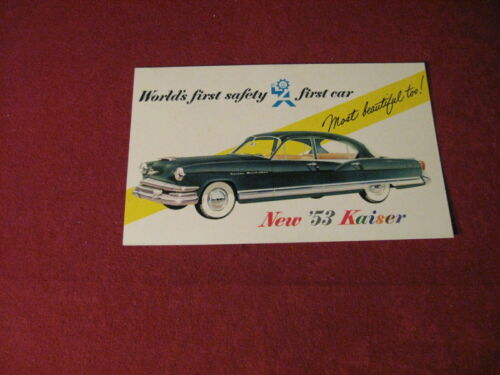 World's first safety first car
Most beautiful too!
New '53 Kaiser